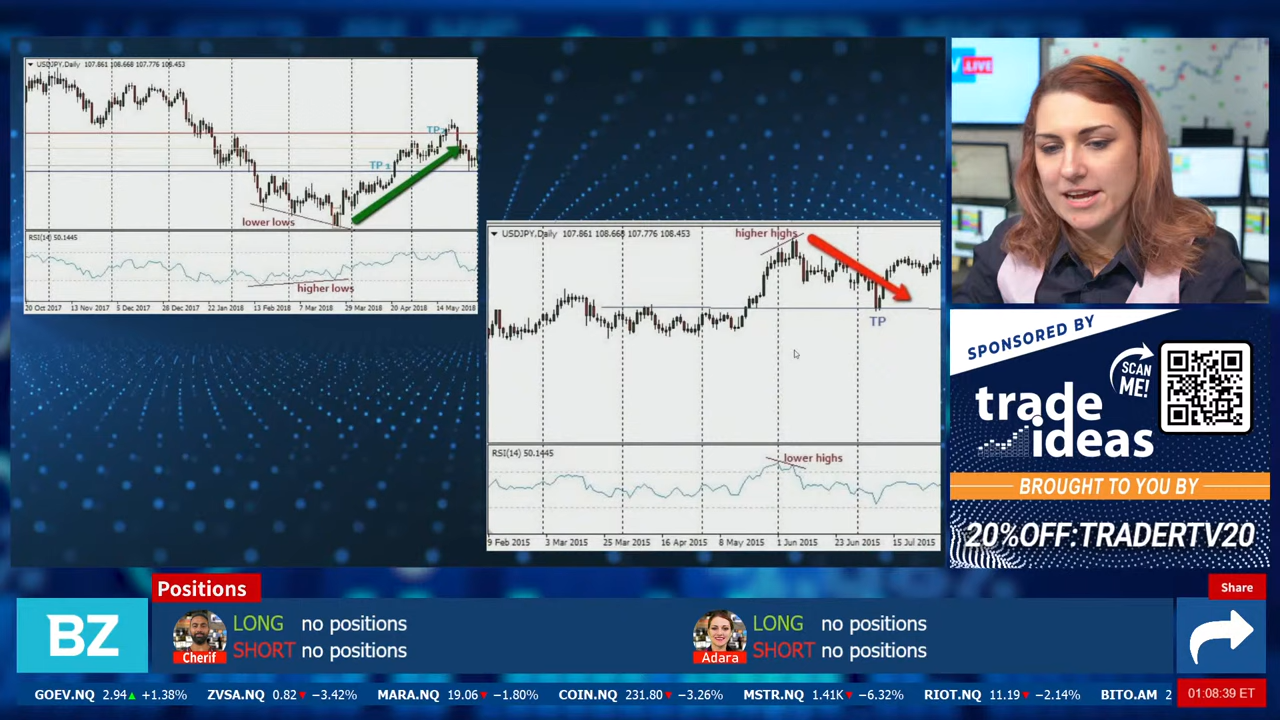 USDJPY,Daily 107.861 108.668 107.776 108.453
TP 1
lower lows
RSI(14) 50.1445
higher lows
20 Oct 2017 13 Nov 2017 5 Dec 2017 28 Dec 2017 22 Jan 2018 13 Feb 2018 7 Mar 2018 29 Mar 2018 20 Apr 2018 14 May 2018
USDJPY,Daily 107.861 108.668 107.776 108.453
higher highs
TP
RSI(14) 50.1445
lower highs
9 Feb 2015 3 Mar 2015 25 Mar 2015 16 Apr 2015 8 May 2015 1 Jun 2015 23 Jun 2015 15 Jul 2015
.LIVE
SPONSORED BY
SCAN
ME!
trade
ideas
BROUGHT TO YOU BY
20%OFF:TRADERTV20
Positions
BZ
Cherif
LONG no positions
SHORT no positions
Adara
LONG no positions
SHORT no positions
Share
GOEV.NQ 2.94▲ +1.38% ZVSA.NQ 0.82▼ −3.42% MARA.NQ 19.06▼ −1.80% COIN.NQ 231.80▼ −3.26% MSTR.NQ 1.41K▼ −6.32% RIOT.NQ 11.19▼ −2.14% BITO.AM 2
01:08:39 ET